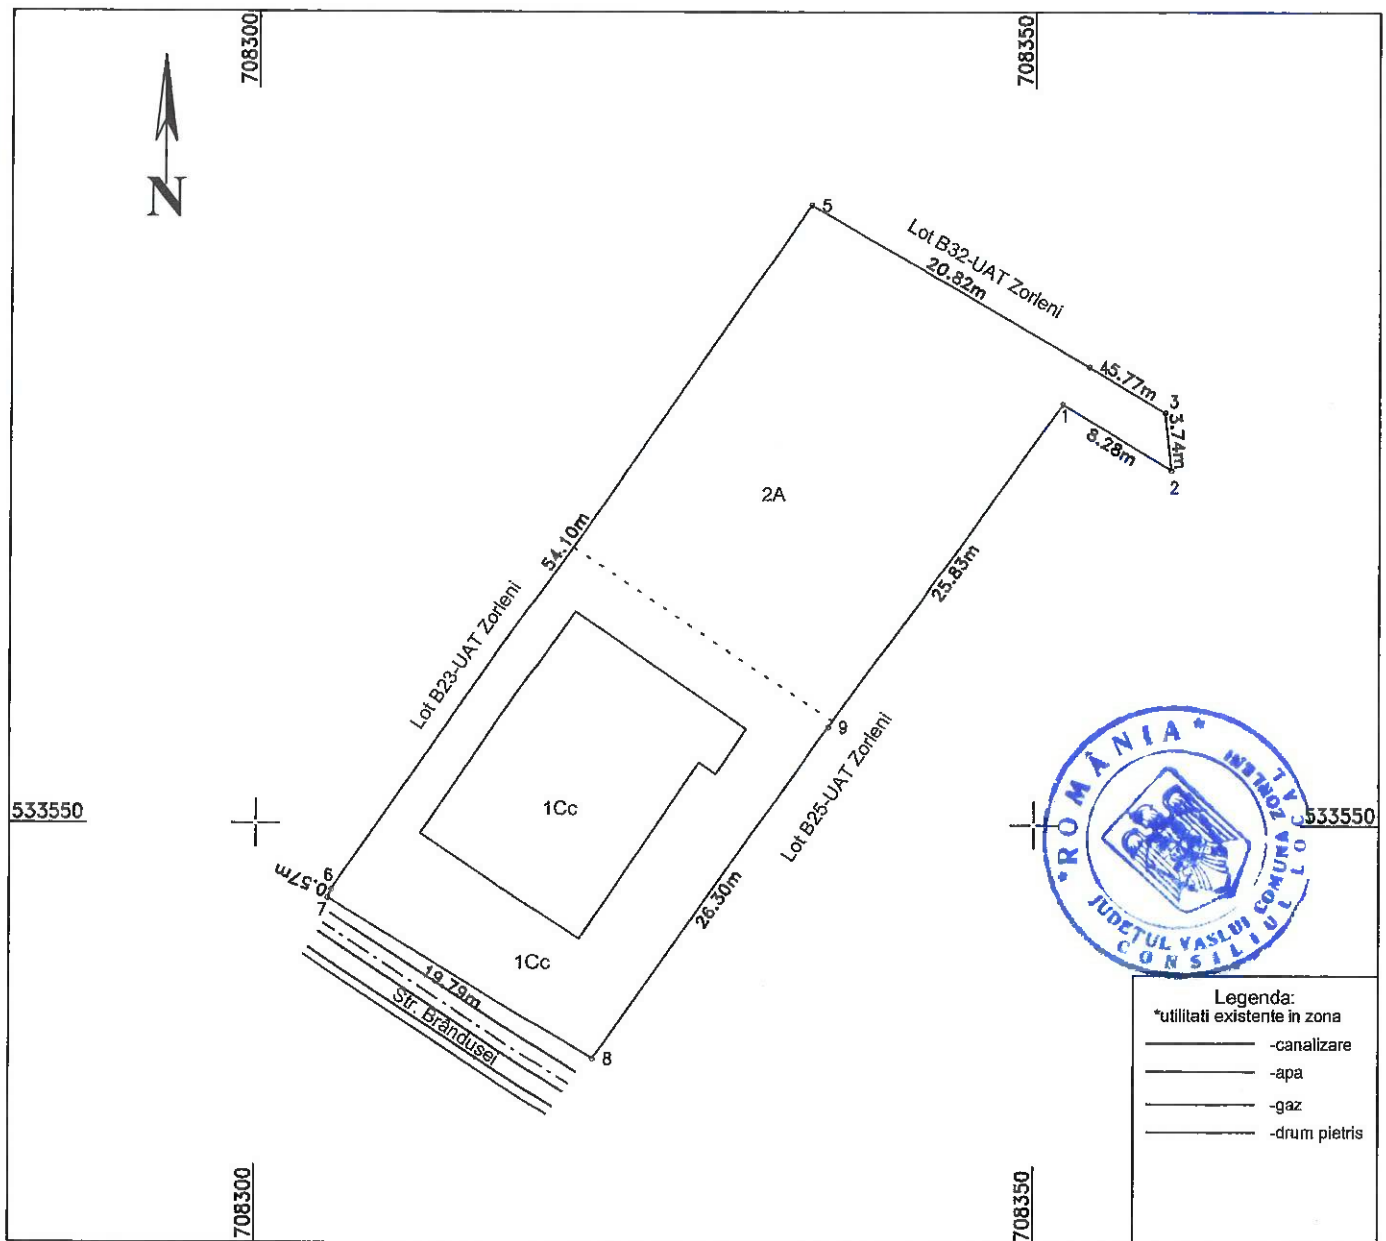 708300
708350
N
5
Lot B32-UAT Zorleni
20.82m
4
5.77m
3
3.74m
1
8.28m
2
2A
54.10m
25.83m
Lot B23-UAT Zorleni
9
Lot B25-UAT Zorleni
533550
1Cc
533550
*ROMÂNIA*
JUDEȚUL VASLUI COMUNA ZORLENI
CONSILIUL LOCAL
6
0.57m
7
26.30m
1Cc
19.79m
Str. Brândusei
8
Legenda:
*utilitati existente in zona
-canalizare
-apa
-gaz
-drum pietris
708300
708350